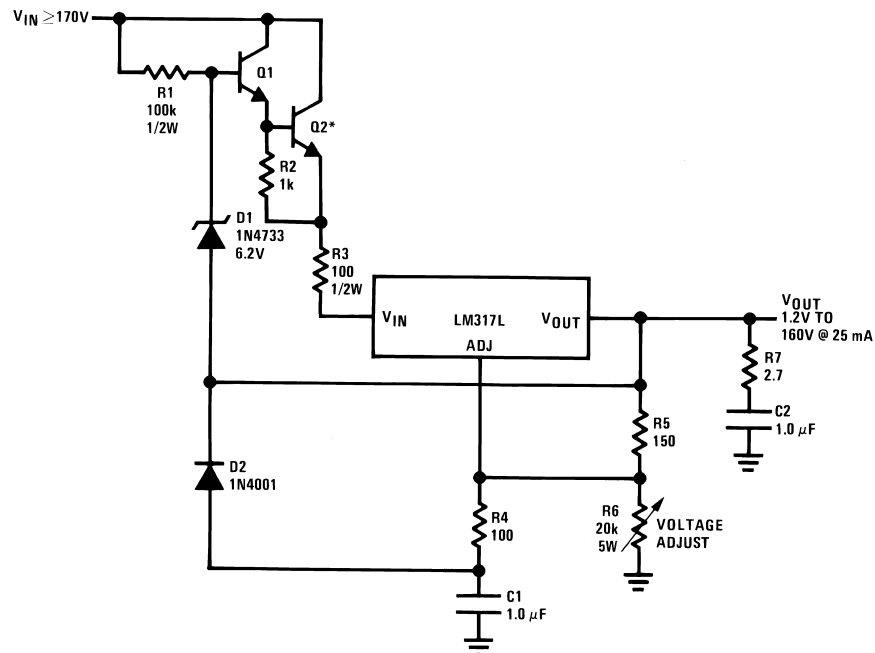 VIN ≥170V
R1
100k
1/2W
Q1
Q2*
R2
1k
D1
1N4733
6.2V
R3
100
1/2W
VIN
LM317L
VOUT
ADJ
VOUT
1.2V TO
160V @ 25 mA
R7
2.7
C2
1.0 μF
R5
150
D2
1N4001
R4
100
R6
20k
5W
VOLTAGE
ADJUST
C1
1.0 μF